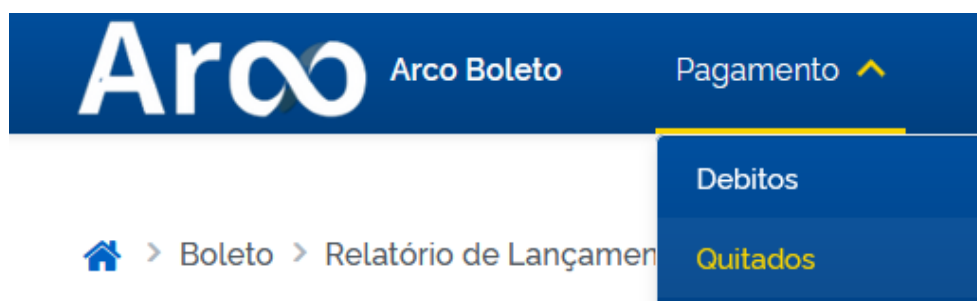 Arco Arco Boleto Pagamento
Debitos
Boleto > Relatório de Lançamen
Quitados